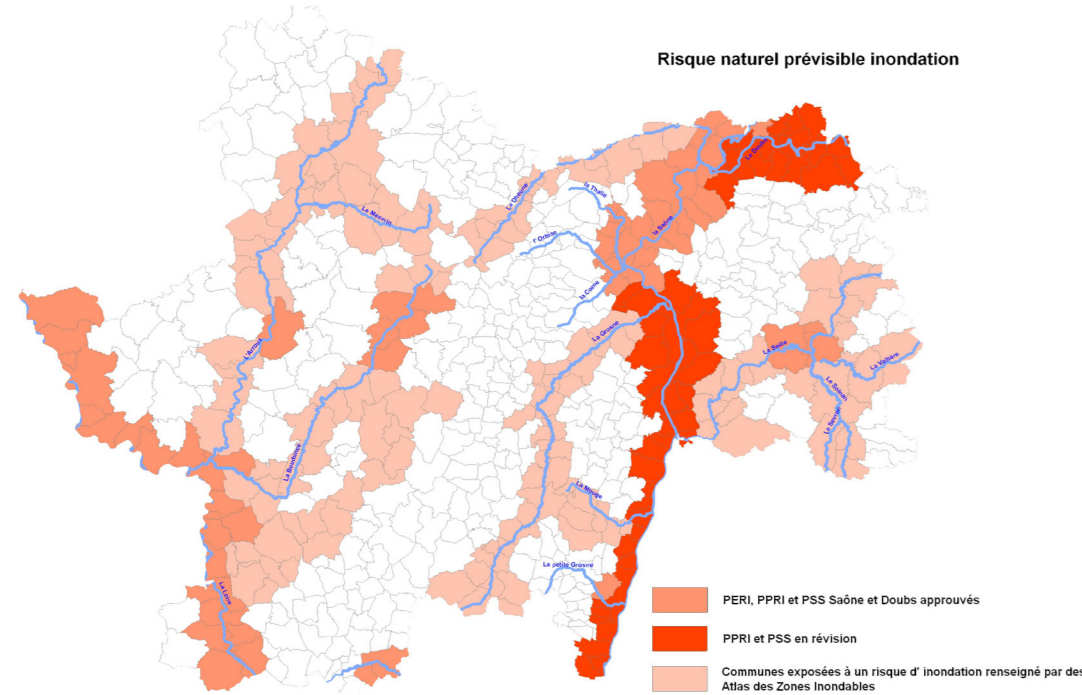 Risque naturel prévisible inondation
La Doubs
la Thalie
La Dheune
La Mesvrin
la Saône
l'Orbise
la Corne
La Grosne
L'Arroux
La Seille
La Vallière
Le Solnan
Le Sevron
La Bourbince
La Mouge
La petite Grosne
La Loire
PERI, PPRI et PSS Saône et Doubs approuvés
PPRI et PSS en révision
Communes exposées à un risque d' inondation renseigné par des
Atlas des Zones Inondables